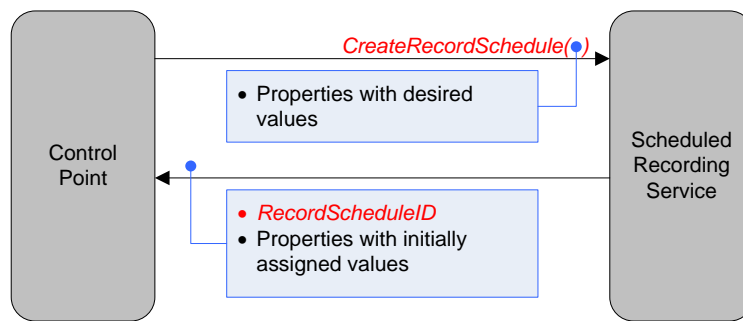 CreateRecordSchedule( )
• Properties with desired
values
Control
Point
Scheduled
Recording
Service
• RecordScheduleID
• Properties with initially
assigned values